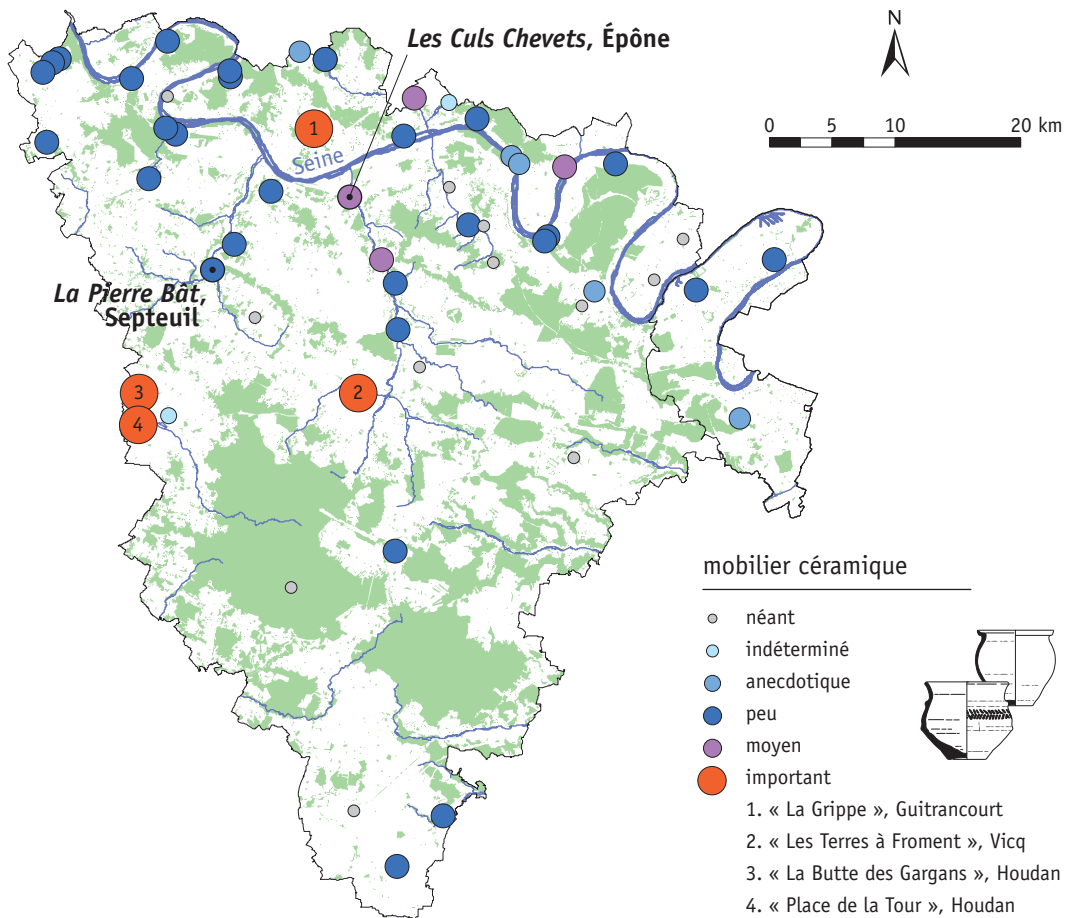 Les Culs Chevets, Épône
N
0 5 10 20 km
1
Seine
La Pierre Bât,
Septeuil
3
2
4
mobilier céramique
néant
indéterminé
anecdotique
peu
moyen
important
1. « La Grippe », Guitrancourt
2. « Les Terres à Froment », Vicq
3. « La Butte des Gargans », Houdan
4. « Place de la Tour », Houdan